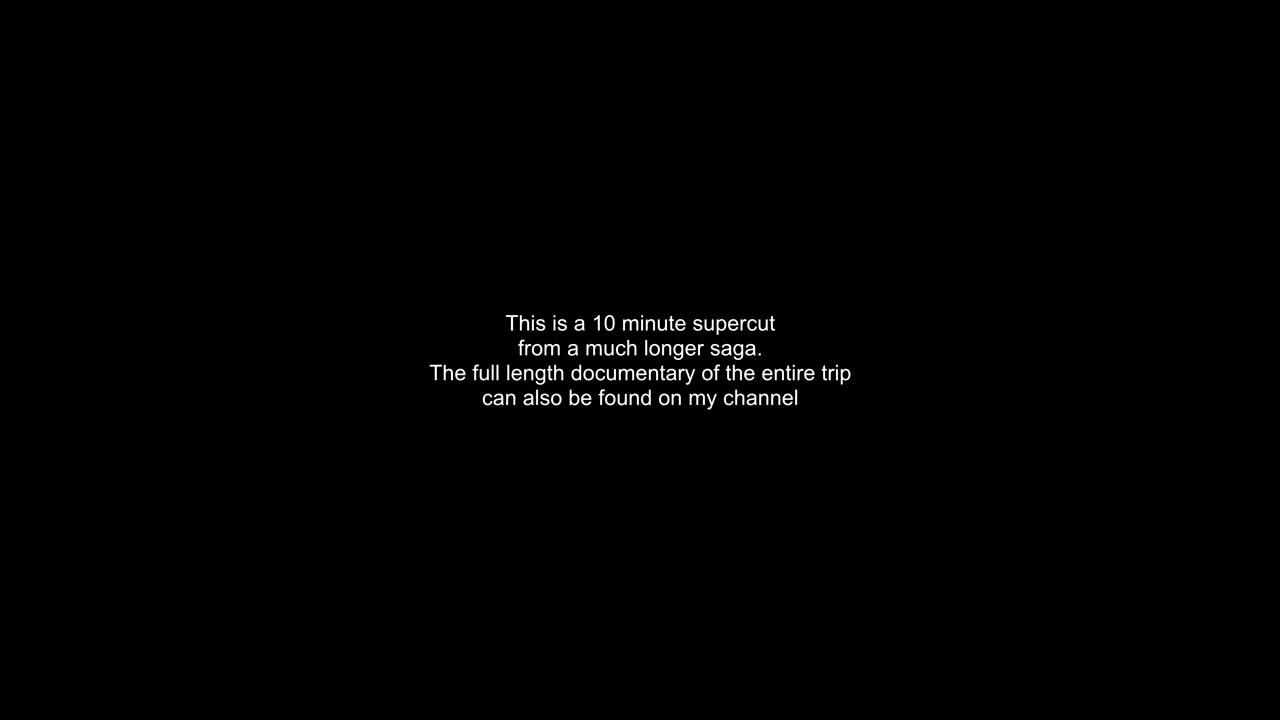 This is a 10 minute supercut
from a much longer saga.
The full length documentary of the entire trip
can also be found on my channel